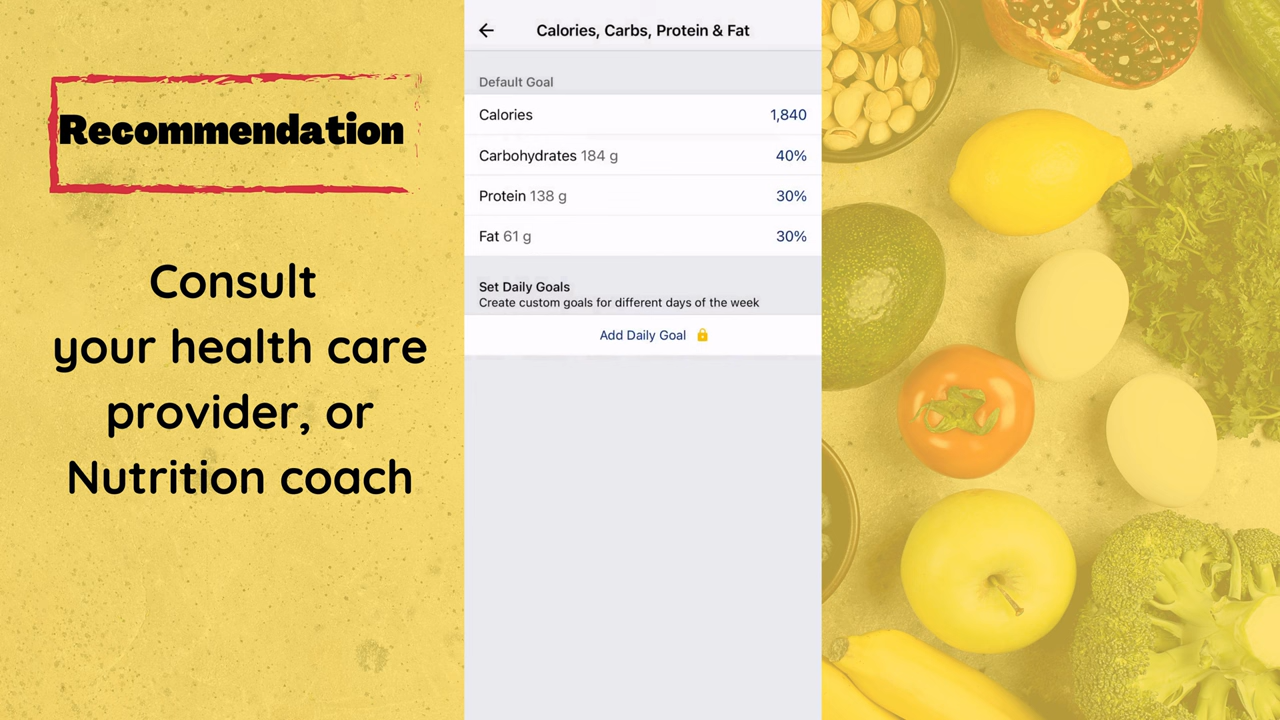 Recommendation
Consult
your health care
provider, or
Nutrition coach
Calories, Carbs, Protein & Fat
Default Goal
Calories 1,840
Carbohydrates 184 g 40%
Protein 138 g 30%
Fat 61 g 30%
Set Daily Goals
Create custom goals for different days of the week
Add Daily Goal